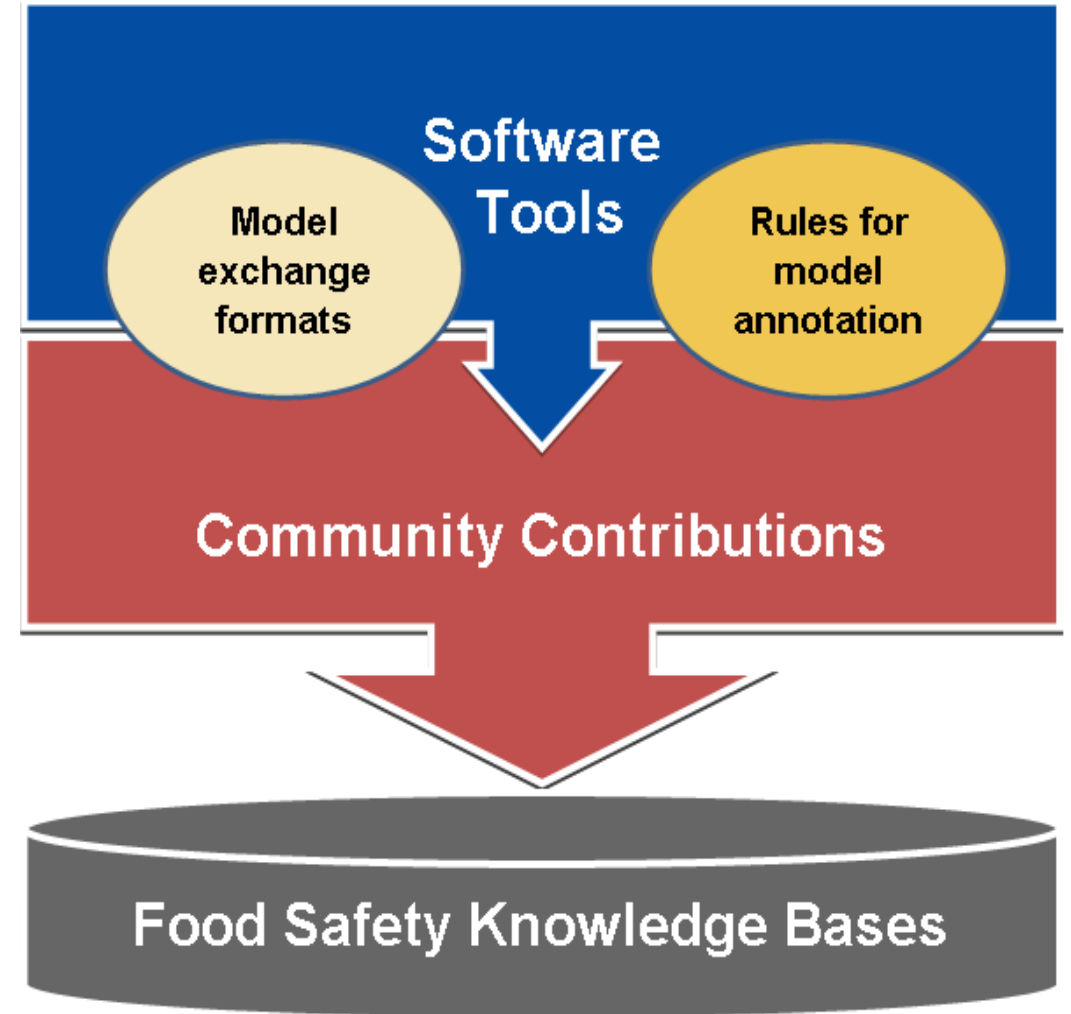 Software
Tools
Model
exchange
formats
Rules for
model
annotation
Community Contributions
Food Safety Knowledge Bases